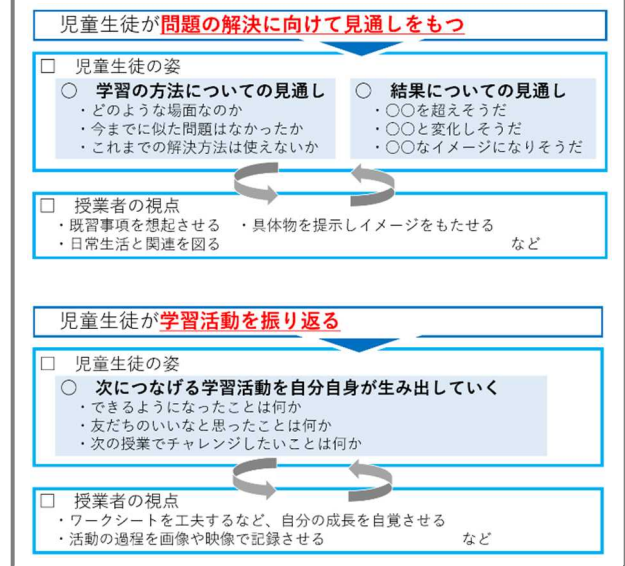 児童生徒が問題の解決に向けて見通しをもつ
□ 児童生徒の姿
○ 学習の方法についての見通し
・どのような場面なのか
・今までに似た問題はなかったか
・これまでの解決方法は使えないか
○ 結果についての見通し
・〇〇を超えそうだ
・〇〇と変化しそうだ
・〇〇なイメージになりそうだ
□ 授業者の視点
・既習事項を想起させる ・具体物を提示しイメージをもたせる
・日常生活と関連を図る など
児童生徒が学習活動を振り返る
□ 児童生徒の姿
○ 次につなげる学習活動を自分自身が生み出していく
・できるようになったことは何か
・友だちのいいなと思ったことは何か
・次の授業でチャレンジしたいことは何か
□ 授業者の視点
・ワークシートを工夫するなど、自分の成長を自覚させる
・活動の過程を画像や映像で記録させる など